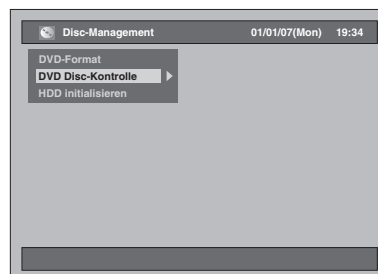 Disc-Management 01/01/07(Mon) 19:34
DVD-Format
DVD Disc-Kontrolle
HDD initialisieren